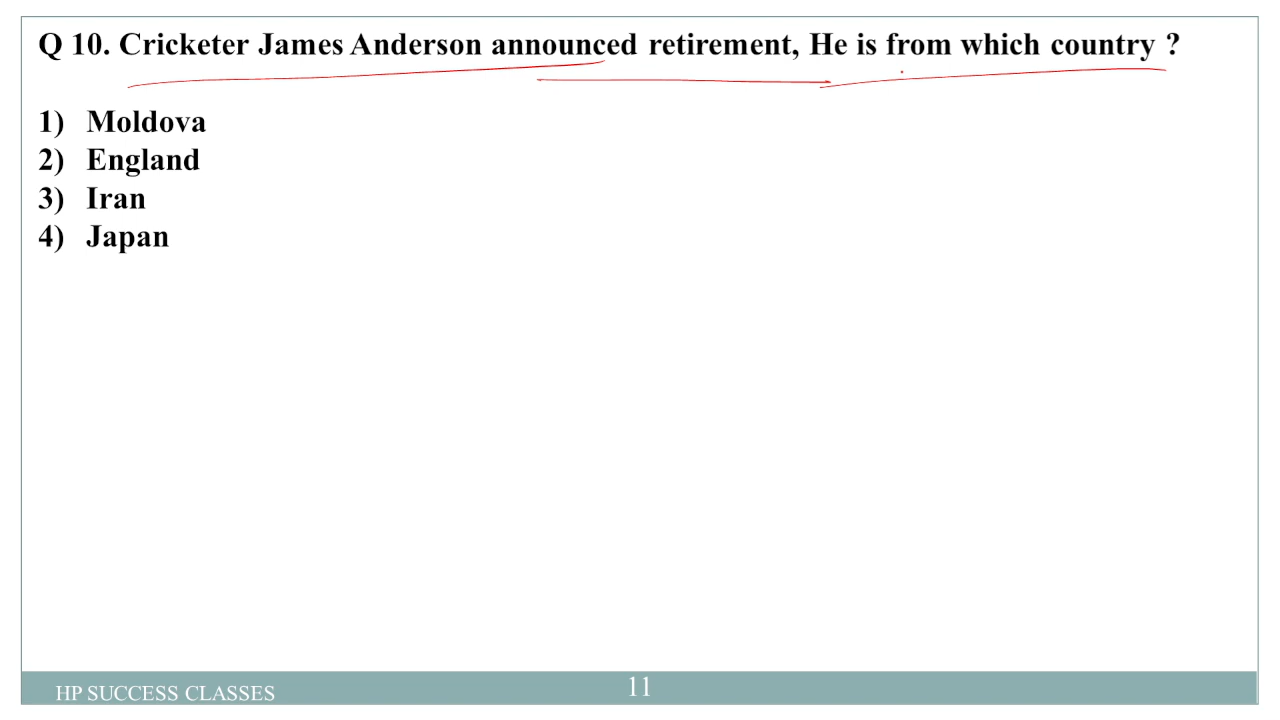 Q 10. Cricketer James Anderson announced retirement, He is from which country ?
1) Moldova
2) England
3) Iran
4) Japan
HP SUCCESS CLASSES
11